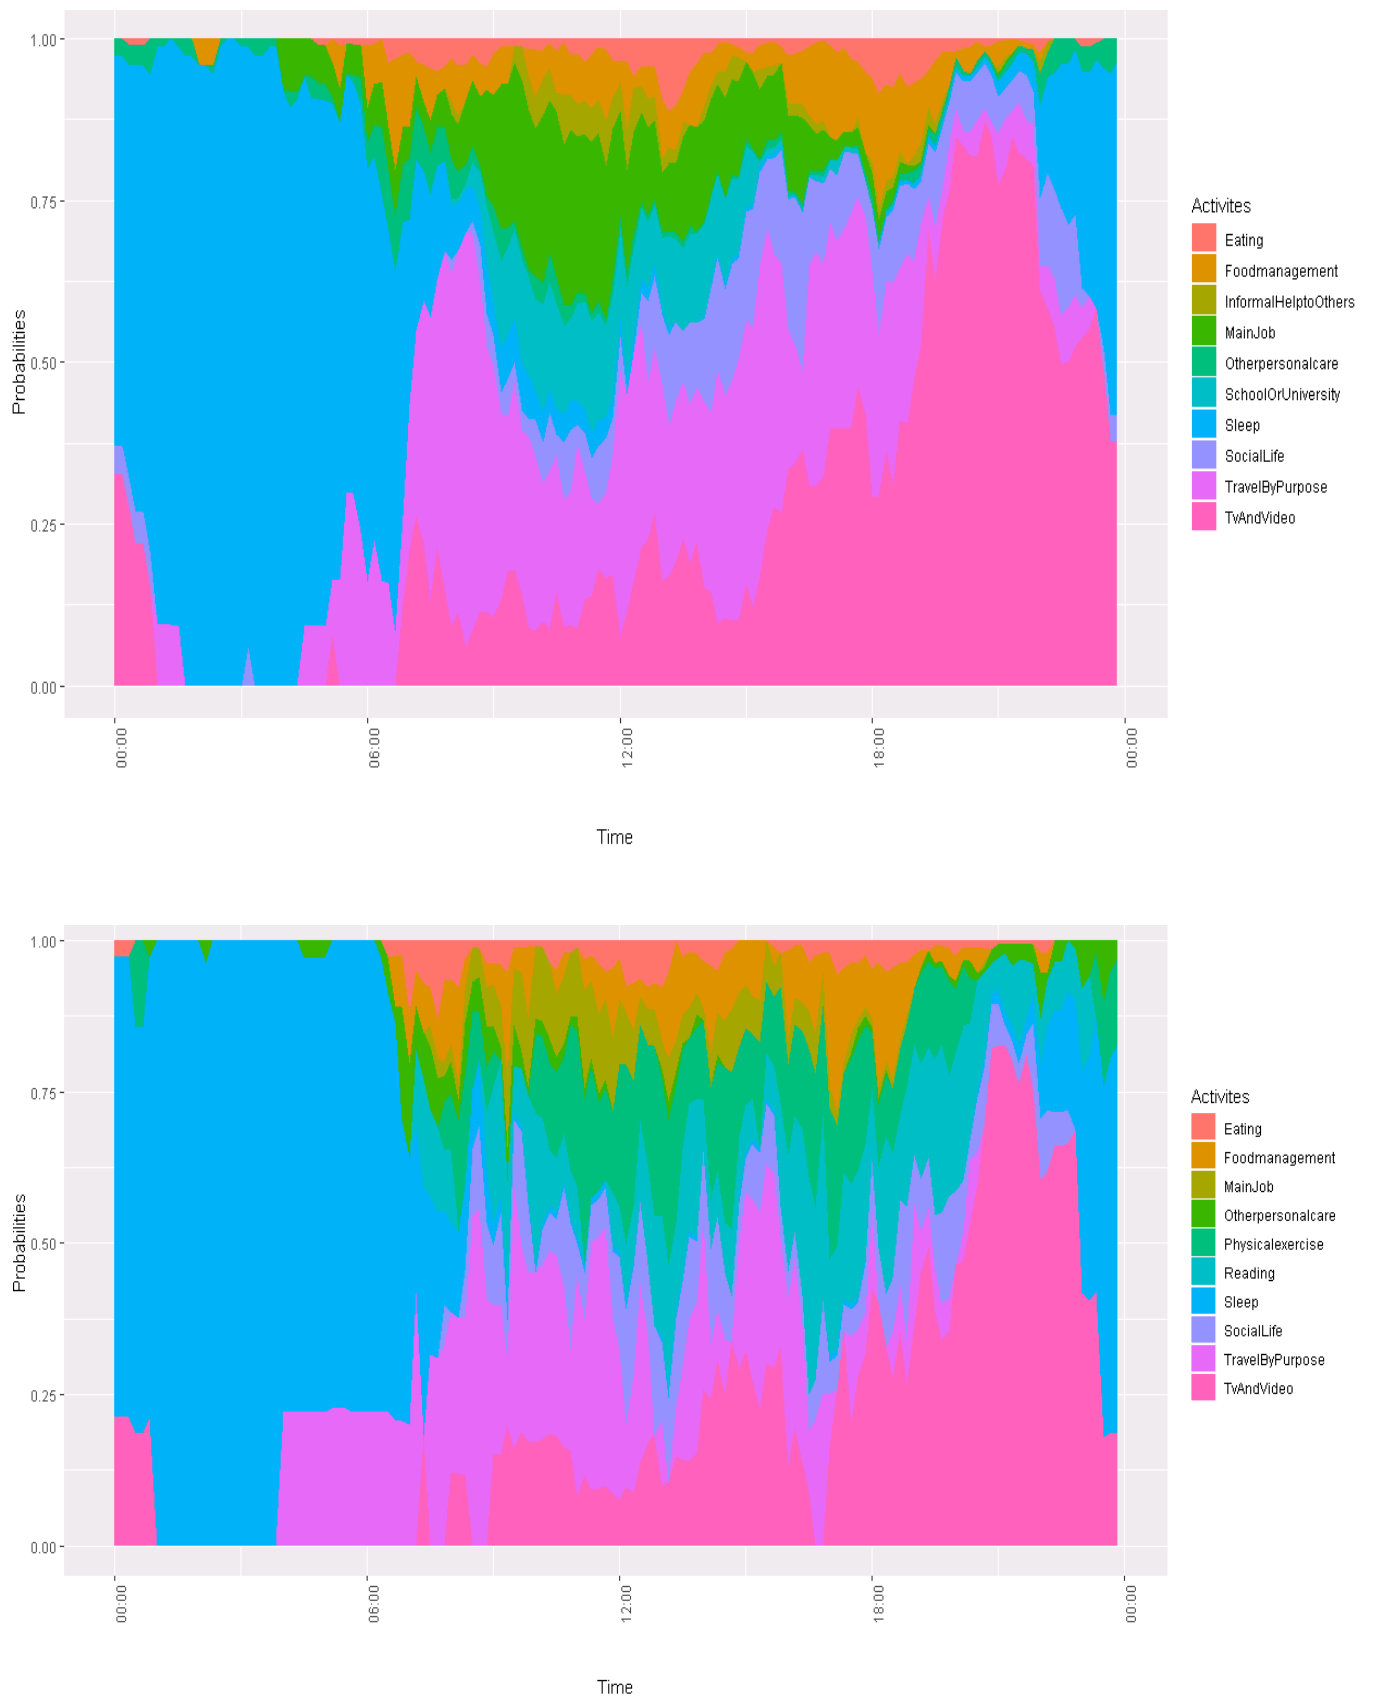 1.00
0.75
0.50
0.25
0.00
Probabilities
00:00
06:00
12:00
18:00
00:00
Time
Activites
Eating
Foodmanagement
InformalHelptoOthers
MainJob
Otherpersonalcare
SchoolOrUniversity
Sleep
SocialLife
TravelByPurpose
TvAndVideo
1.00
0.75
0.50
0.25
0.00
Probabilities
00:00
06:00
12:00
18:00
00:00
Time
Activites
Eating
Foodmanagement
MainJob
Otherpersonalcare
Physicalexercise
Reading
Sleep
SocialLife
TravelByPurpose
TvAndVideo